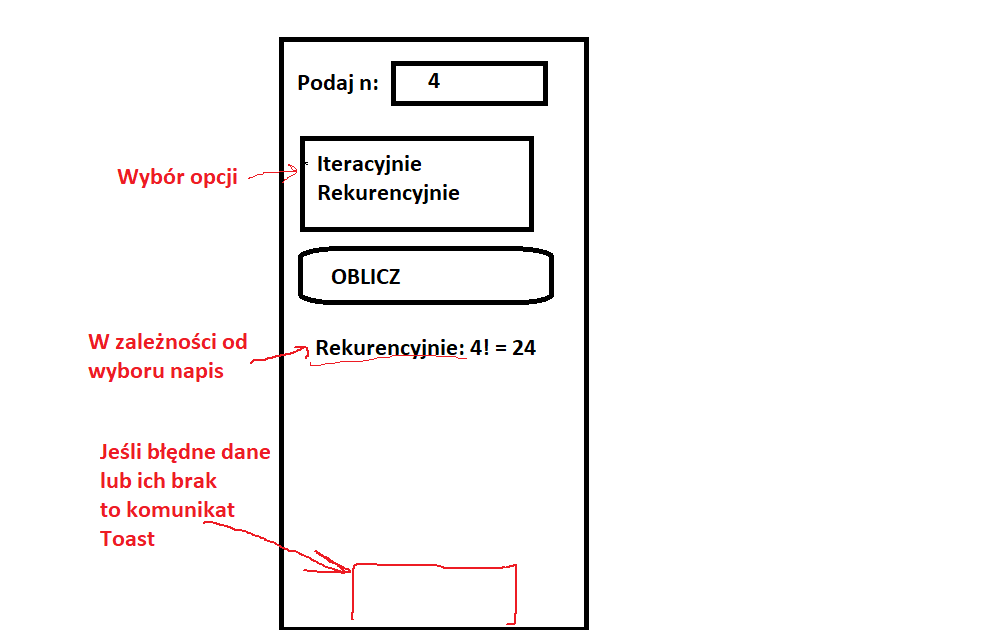 Podaj n: 4
Iteracyjnie
Rekurencyjnie
Wybór opcji
OBLICZ
Rekurencyjnie: 4! = 24
W zależności od
wyboru napis
Jeśli błędne dane
lub ich brak
to komunikat
Toast